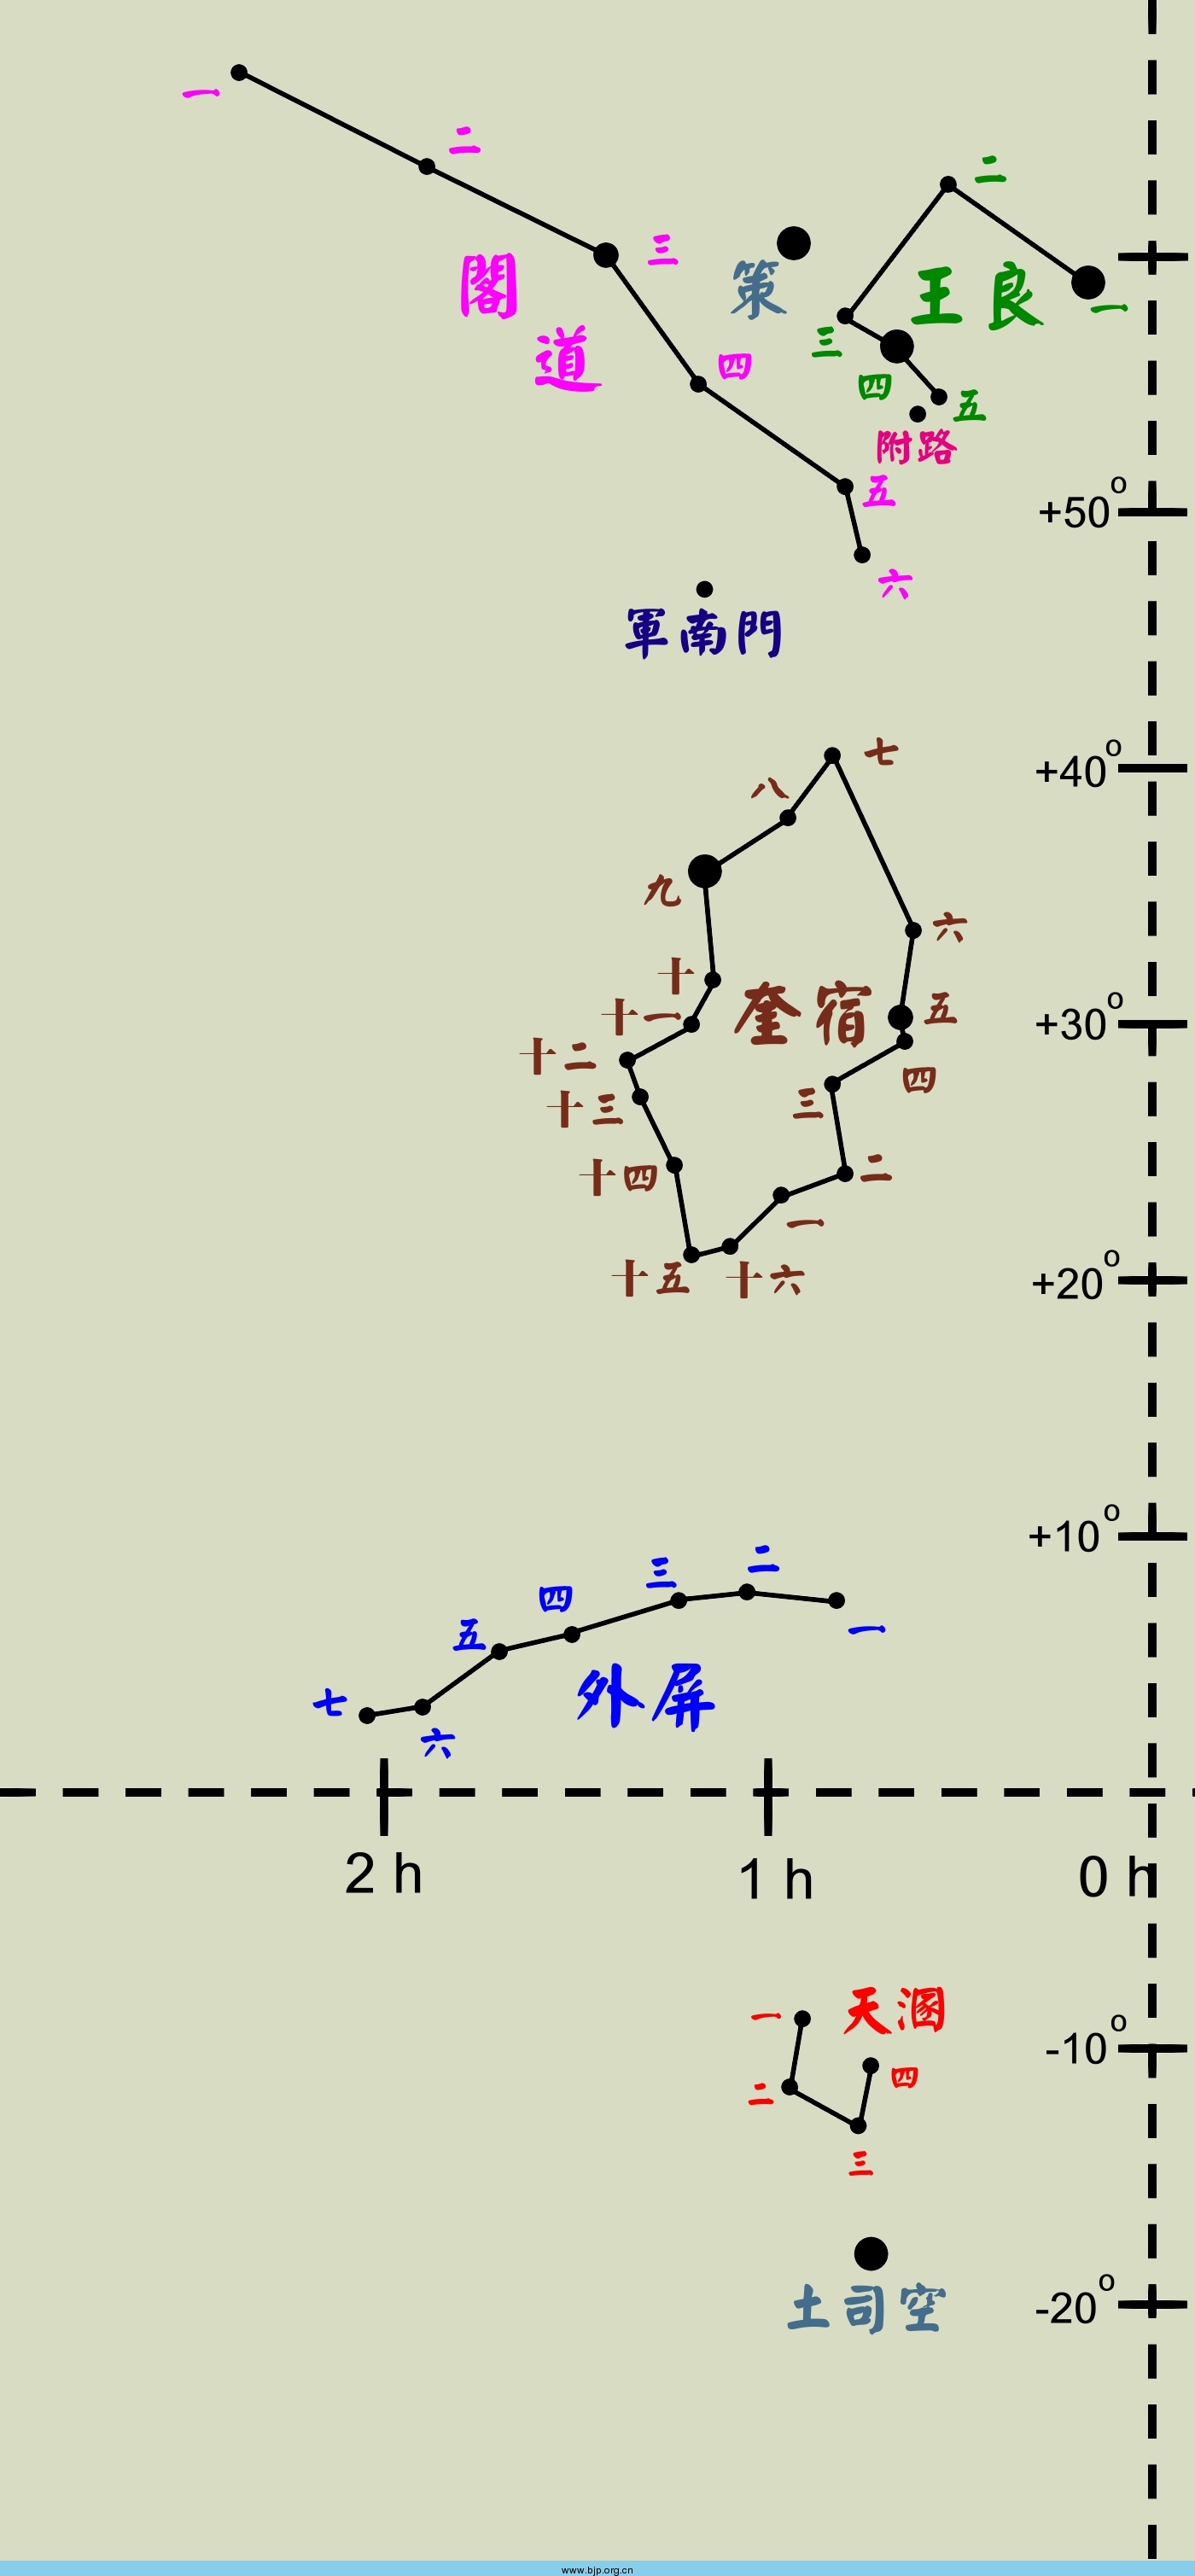 一
二
二
三
閣
策
王良
一
道
三
四
四
五
附路
五
+50°
六
軍南門
七
+40°
八
九
六
十
奎宿
五
十一
+30°
十二
四
三
十三
十四
二
一
十五
十六
+20°
+10°
二
三
四
一
五
外屏
七
六
2 h
1 h
0 h
天溷
一
-10°
四
二
三
-20°
土司空
www.bjp.org.cn